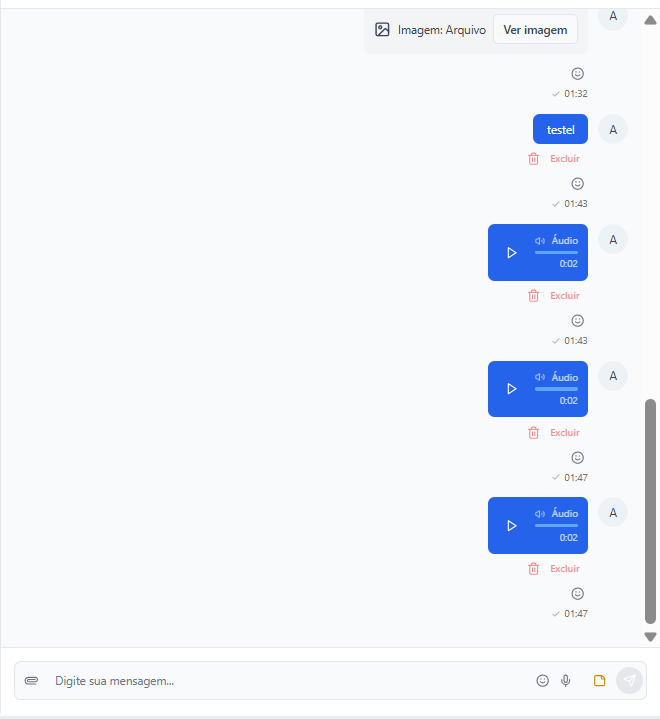 A
Imagem: Arquivo Ver imagem
01:32
testel A
Excluir
01:43
Áudio A
0:02
Excluir
01:43
Áudio A
0:02
Excluir
01:47
Áudio A
0:02
Excluir
01:47
Digite sua mensagem...